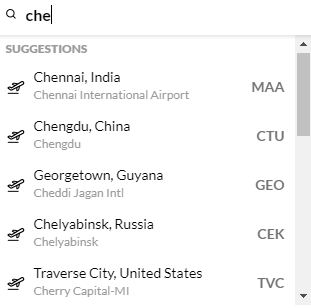 che
SUGGESTIONS
Chennai, India
Chennai International Airport
MAA
Chengdu, China
Chengdu
CTU
Georgetown, Guyana
Cheddi Jagan Intl
GEO
Chelyabinsk, Russia
Chelyabinsk
CEK
Traverse City, United States
Cherry Capital-MI
TVC